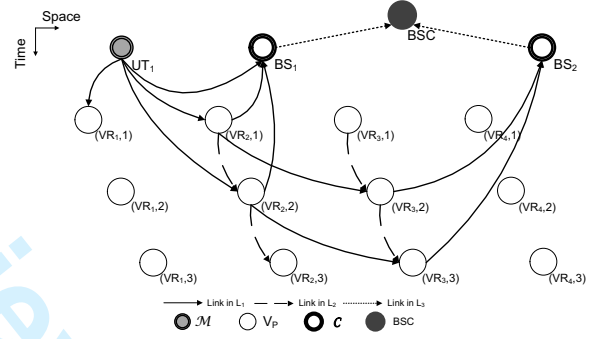 Space
Time
BSC
UT₁
BS₁
BS₂
(VR₁,1)
(VR₂,1)
(VR₃,1)
(VR₄,1)
(VR₁,2)
(VR₂,2)
(VR₃,2)
(VR₄,2)
(VR₁,3)
(VR₂,3)
(VR₃,3)
(VR₄,3)
Link in L₁ Link in L₂ Link in L₃
ℳ V_P 𝒞 BSC